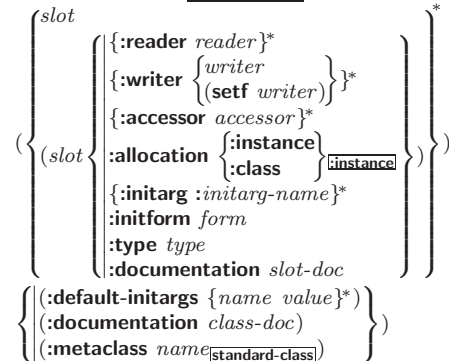 slot
{:reader reader}*
{:writer {writer
(setf writer)}}*
{:accessor accessor}*
({(slot{:allocation {:instance
:class} :instance})}*)
{:initarg :initarg-name}*
:initform form
:type type
:documentation slot-doc
{(:default-initargs {name value}*)
(:documentation class-doc)
(:metaclass name standard-class)})